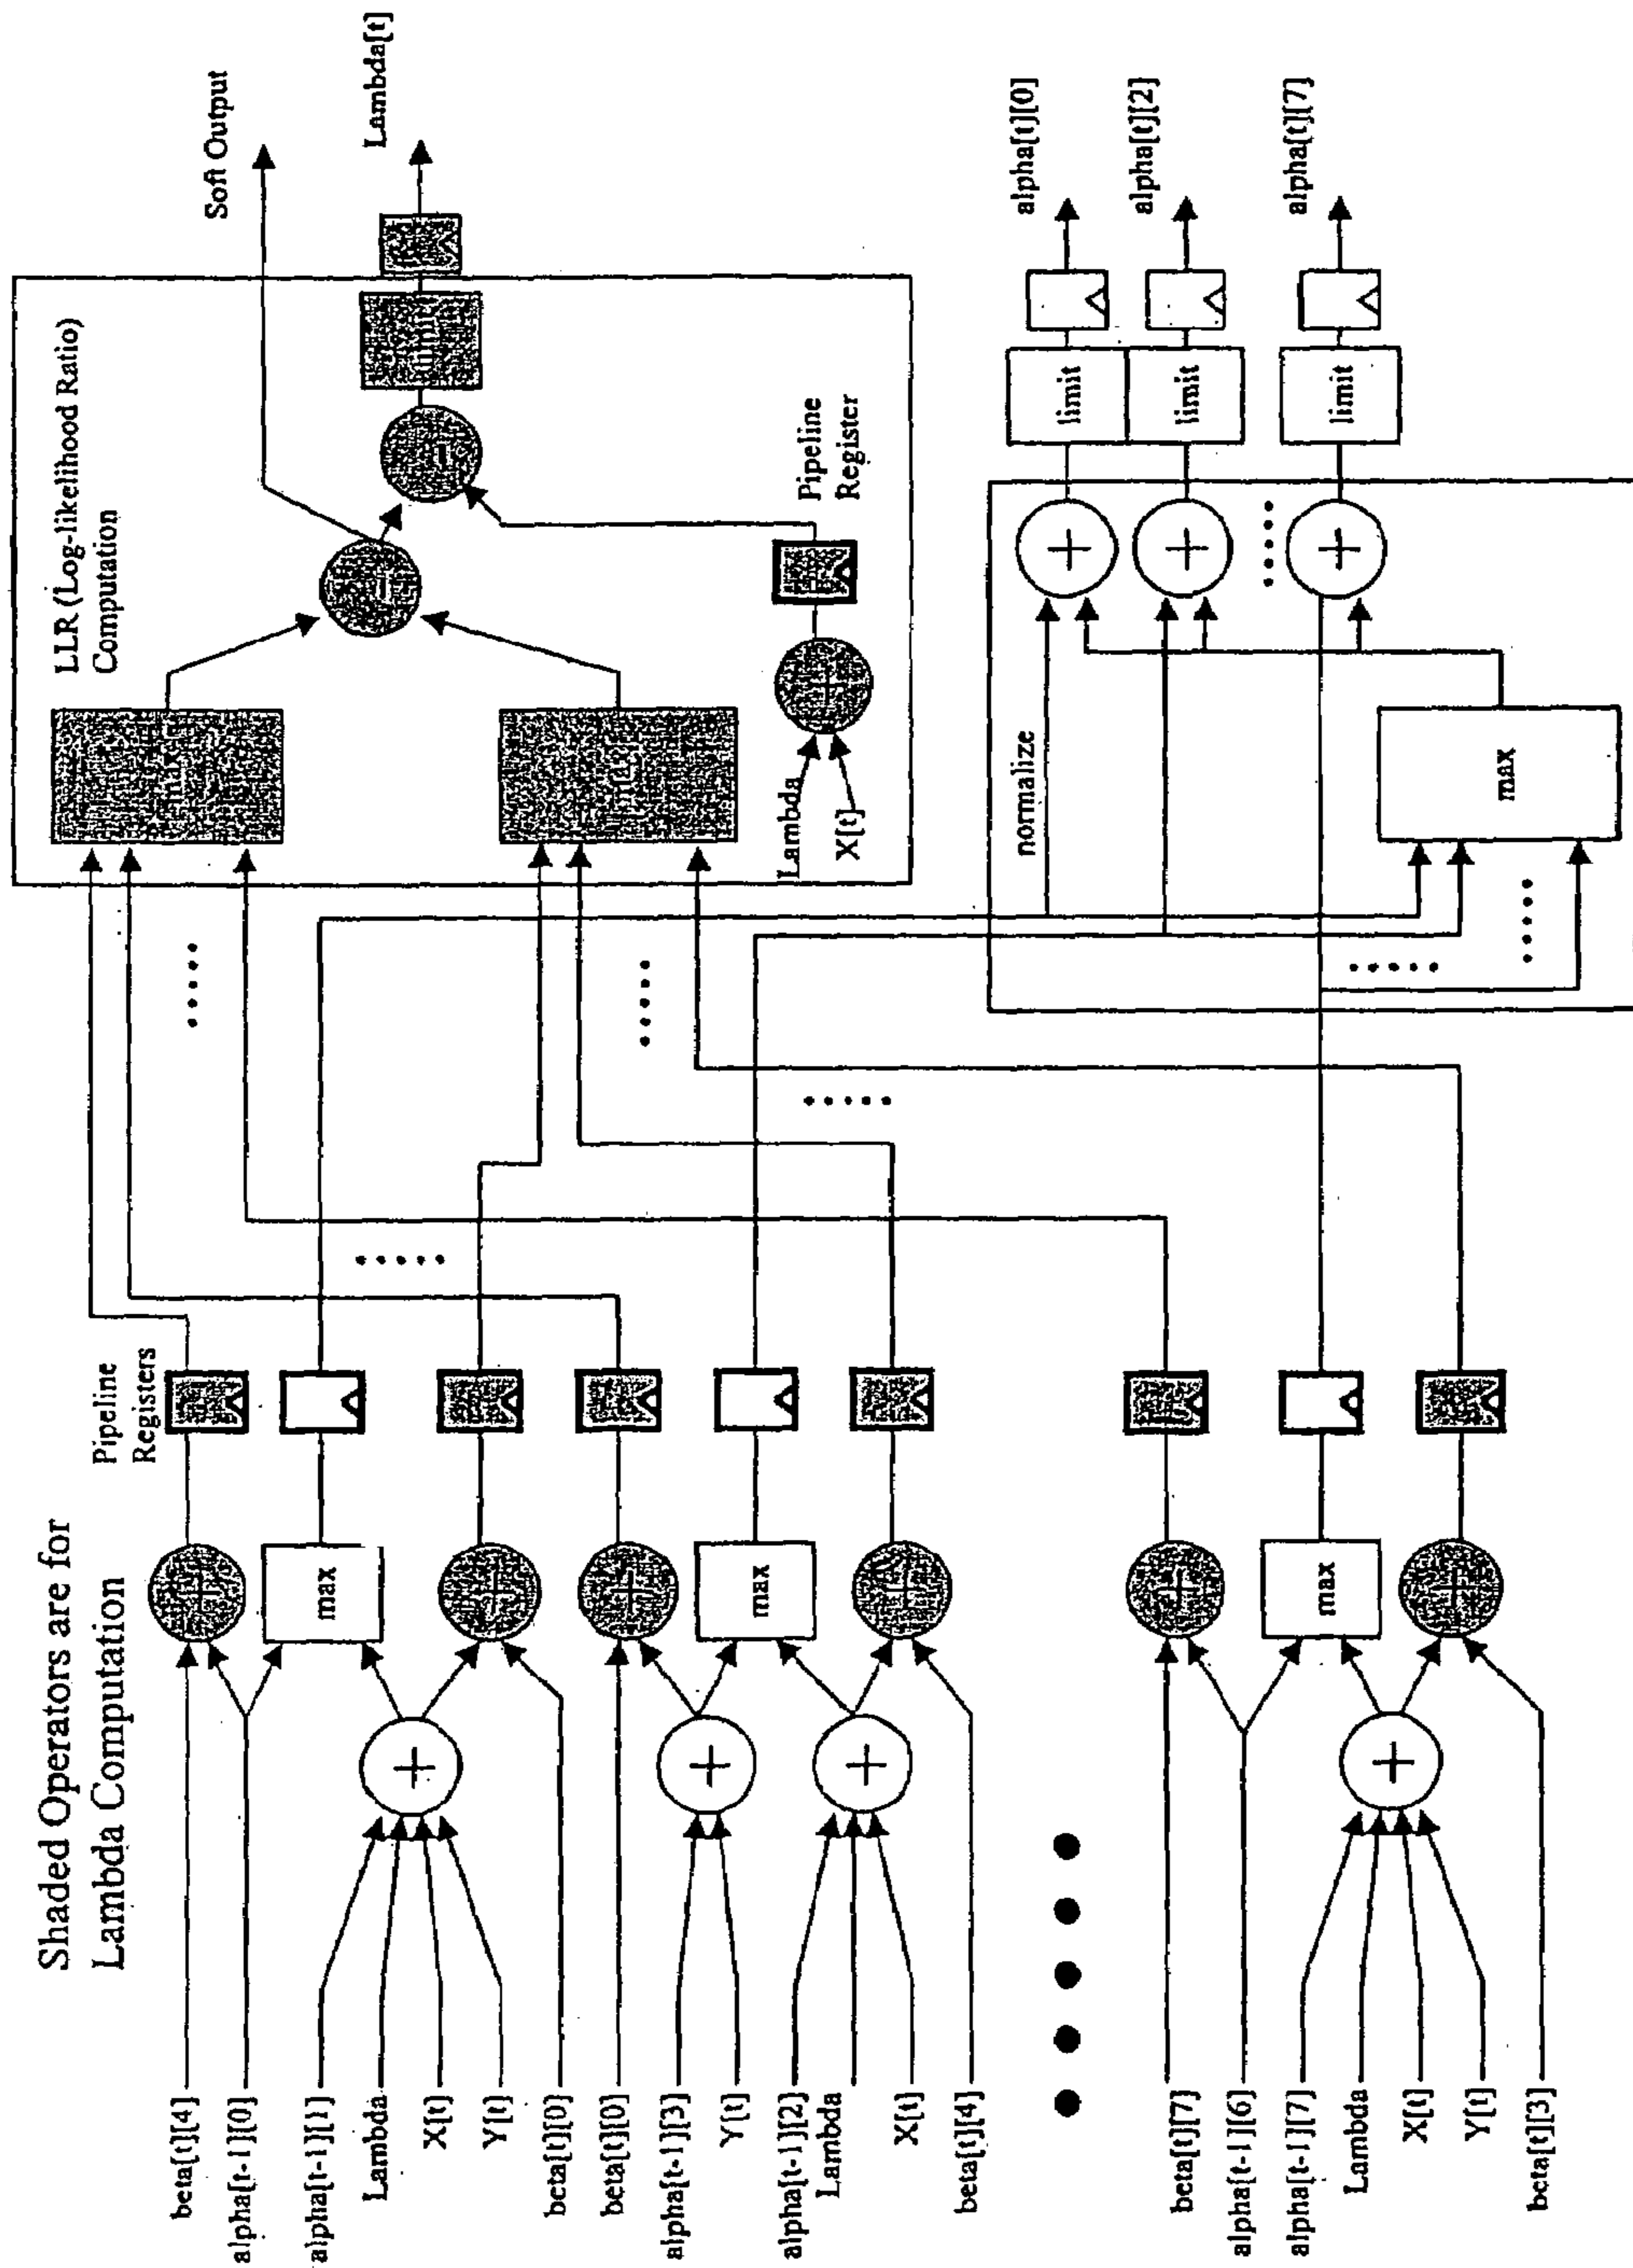 Shaded Operators are for
Lambda Computation
beta[t][4]
alpha[t-1][0]
alpha[t-1][1]
Lambda
X[t]
Y[t]
beta[t][0]
beta[t][0]
alpha[t-1][3]
Y[t]
alpha[t-1][2]
Lambda
X[t]
beta[t][4]
beta[t][7]
alpha[t-1][6]
alpha[t-1][7]
Lambda
X[t]
Y[t]
beta[t][3]
+
+
+
+
+
max
+
+
+
max
+
+
max
+
Pipeline
Registers
LLR (Log-likelihood Ratio)
Computation
max
max
Lambda
X[t]
+
-
-
limit
Pipeline
Register
Soft Output
Lambda[t]
normalize
max
+
+
+
limit
limit
limit
alpha[t][0]
alpha[t][2]
alpha[t][7]